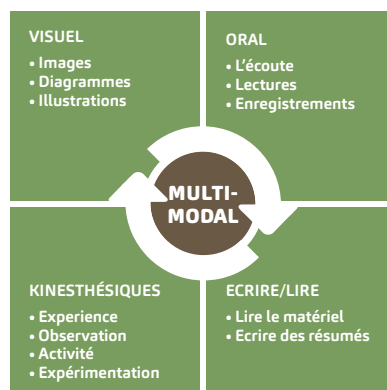 VISUEL
• Images
• Diagrammes
• Illustrations
ORAL
• L'écoute
• Lectures
• Enregistrements
MULTI-
MODAL
KINESTHÉSIQUES
• Experience
• Observation
• Activité
• Expérimentation
ECRIRE/LIRE
• Lire le matériel
• Ecrire des résumés